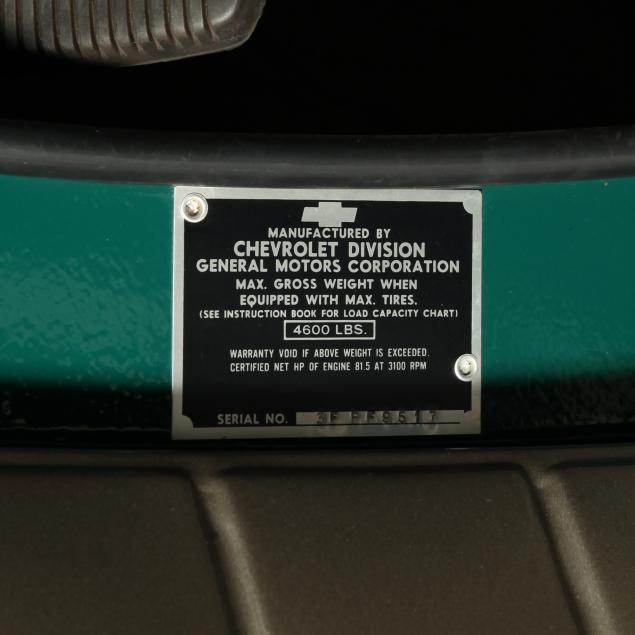 MANUFACTURED BY
CHEVROLET DIVISION
GENERAL MOTORS CORPORATION
MAX. GROSS WEIGHT WHEN
EQUIPPED WITH MAX. TIRES.
(SEE INSTRUCTION BOOK FOR LOAD CAPACITY CHART)
4600 LBS.
WARRANTY VOID IF ABOVE WEIGHT IS EXCEEDED.
CERTIFIED NET HP OF ENGINE 81.5 AT 3100 RPM
SERIAL NO.